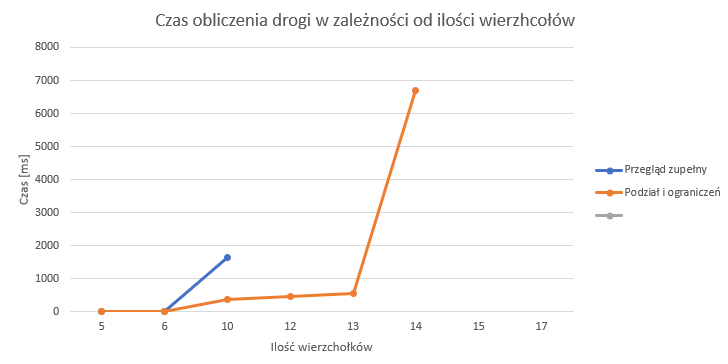 Czas obliczenia drogi w zależności od ilości wierzhcołów
8000
7000
6000
5000
4000
3000
2000
1000
0
Czas [ms]
5 6 10 12 13 14 15 17
Ilość wierzchołków
Przegląd zupełny
Podział i ograniczeń